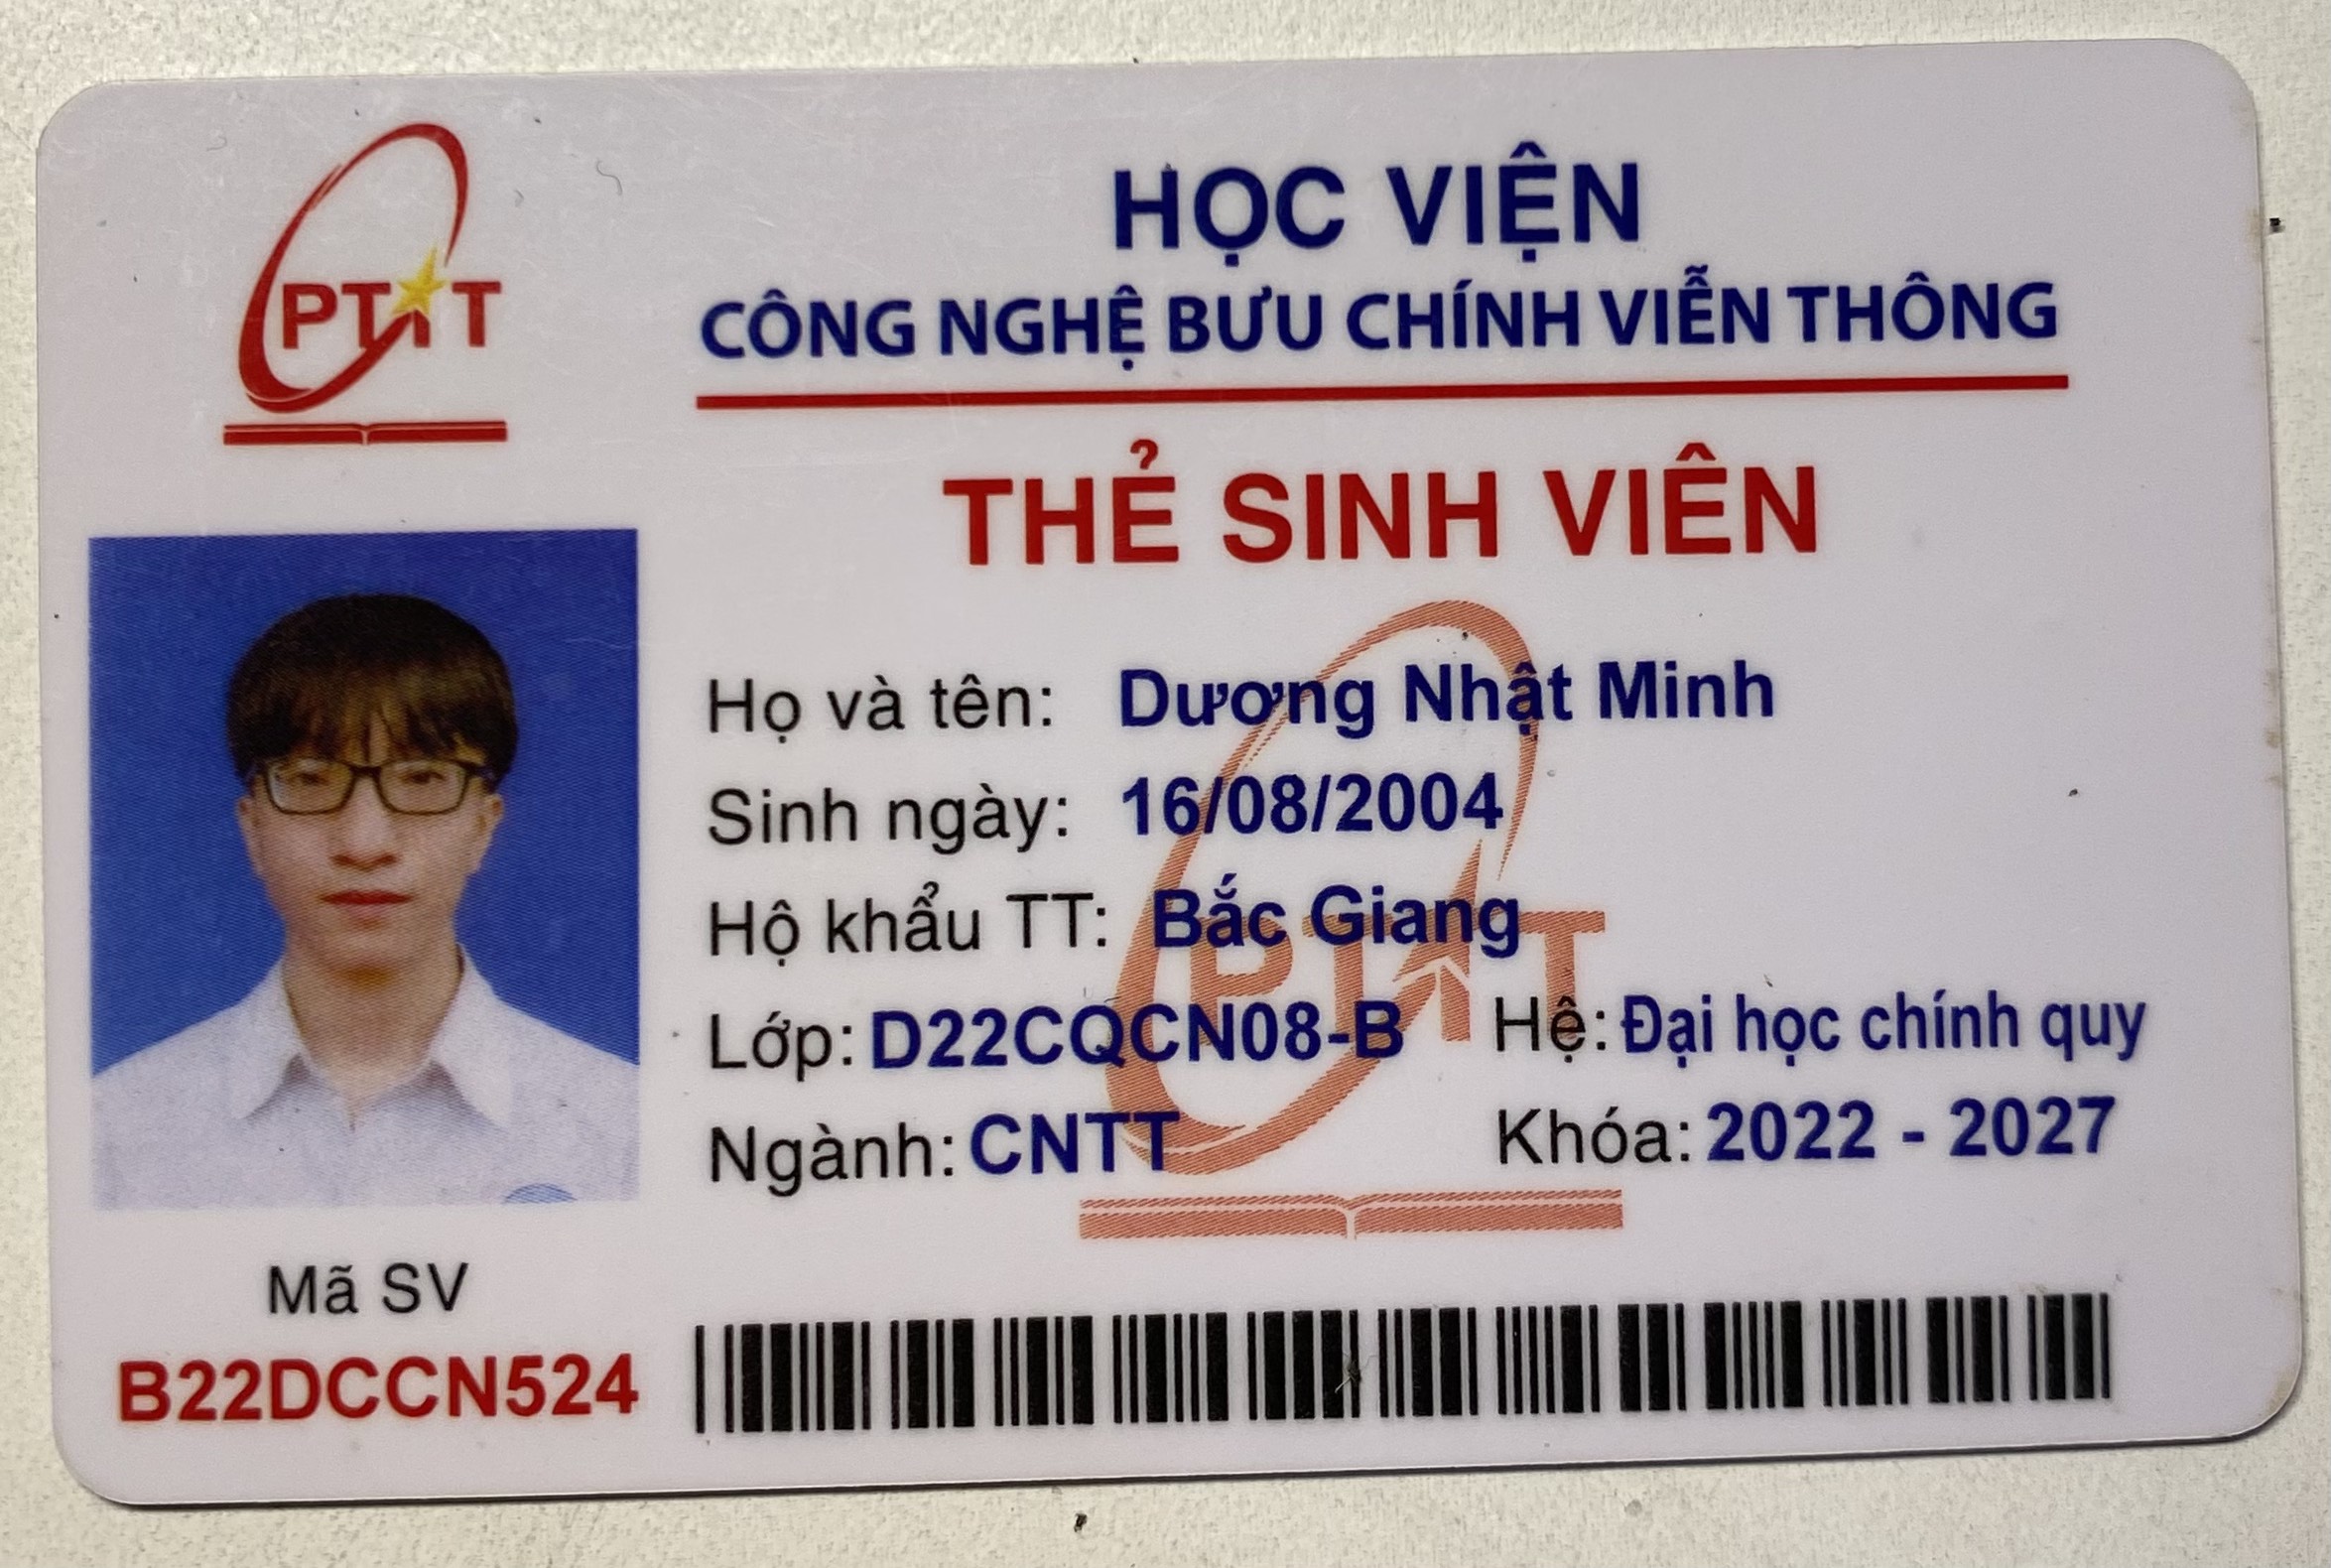 PTIT
HỌC VIỆN
CÔNG NGHỆ BƯU CHÍNH VIỄN THÔNG
THẺ SINH VIÊN
Họ và tên: Dương Nhật Minh
Sinh ngày: 16/08/2004
Hộ khẩu TT: Bắc Giang
Lớp: D22CQCN08-B Hệ: Đại học chính quy
Ngành: CNTT Khóa: 2022 - 2027
PTIT
Mã SV
B22DCCN524